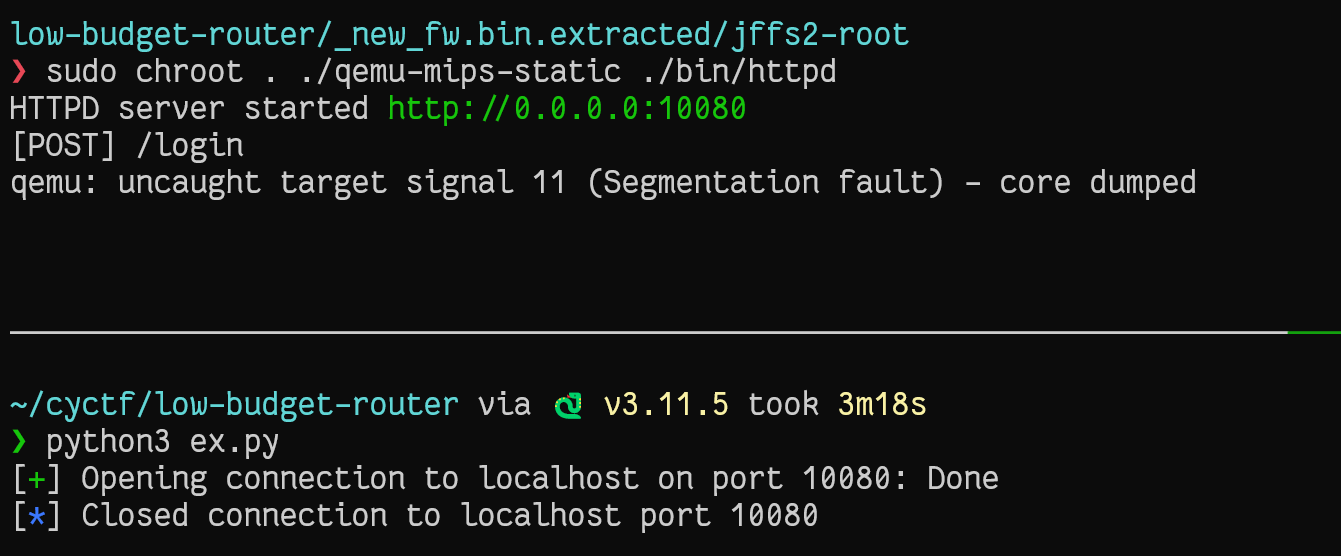 low-budget-router/_new_fw.bin.extracted/jffs2-root
❯ sudo chroot . ./qemu-mips-static ./bin/httpd
HTTPD server started http://0.0.0.0:10080
[POST] /login
qemu: uncaught target signal 11 (Segmentation fault) - core dumped
~/cyctf/low-budget-router via 🐍 v3.11.5 took 3m18s
❯ python3 ex.py
[+] Opening connection to localhost on port 10080: Done
[*] Closed connection to localhost port 10080